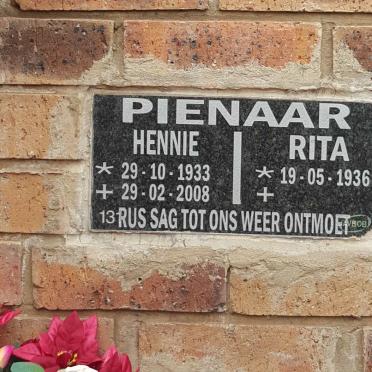 PIENAAR
HENNIE RITA
* 29-10-1933 * 19-05-1936
+ 29-02-2008 +
13 RUS SAG TOT ONS WEER ONTMOET